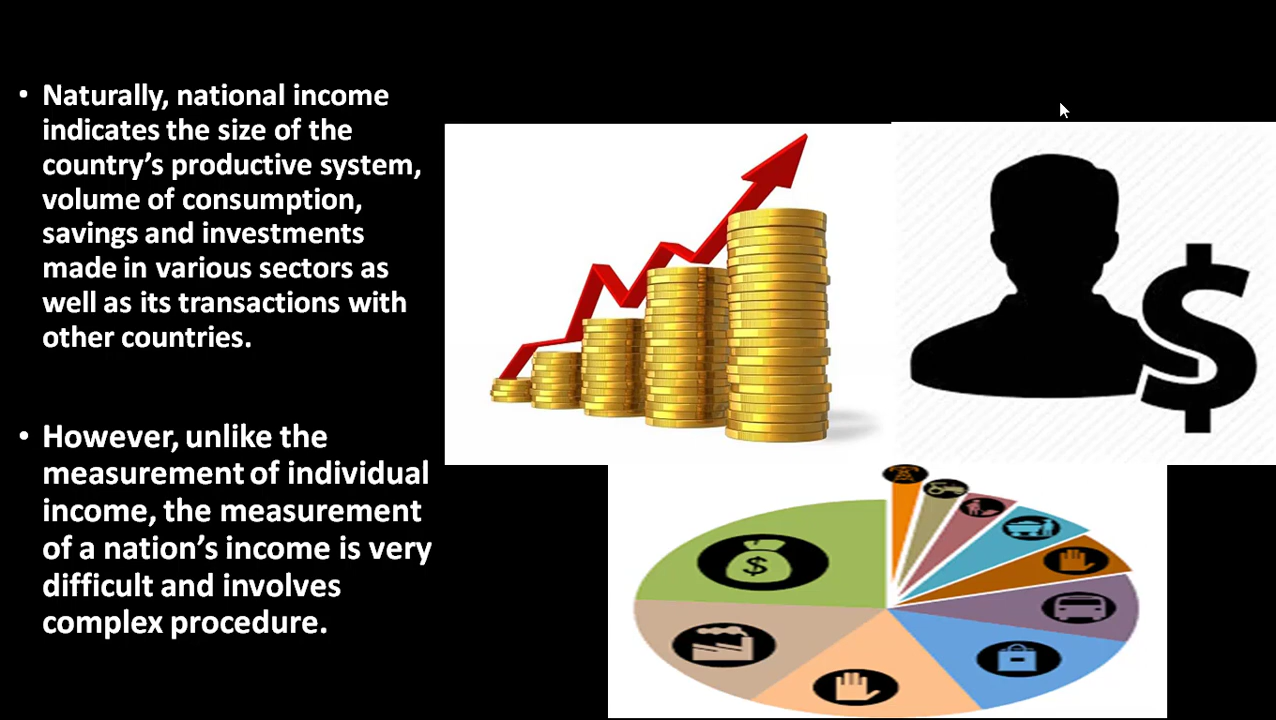 • Naturally, national income
indicates the size of the
country’s productive system,
volume of consumption,
savings and investments
made in various sectors as
well as its transactions with
other countries.
• However, unlike the
measurement of individual
income, the measurement
of a nation’s income is very
difficult and involves
complex procedure.
$
$